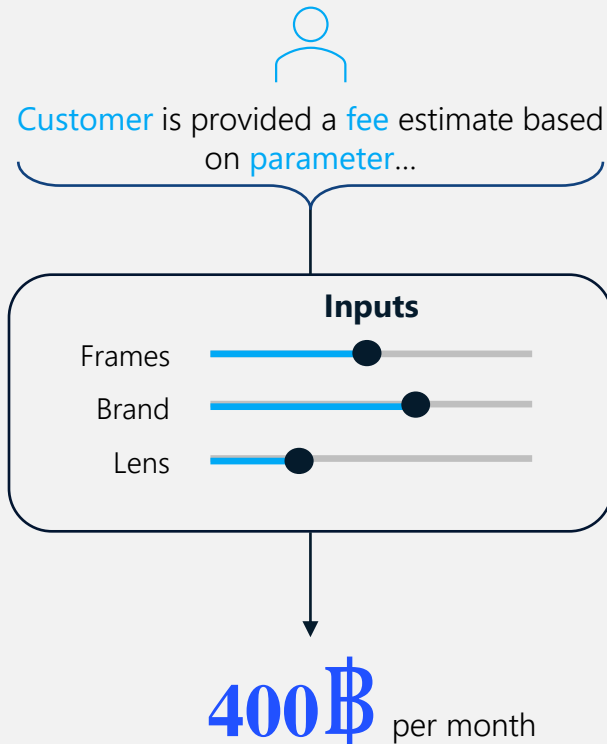 Customer is provided a fee estimate based
on parameter...
Inputs
Frames
Brand
Lens
400฿ per month